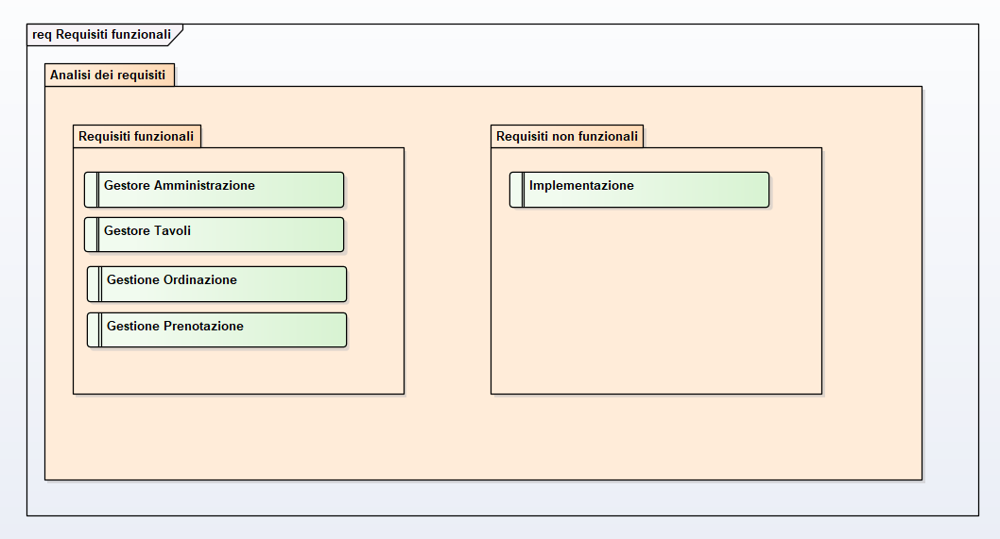 req Requisiti funzionali
Analisi dei requisiti
Requisiti funzionali
Gestore Amministrazione
Gestore Tavoli
Gestione Ordinazione
Gestione Prenotazione
Requisiti non funzionali
Implementazione